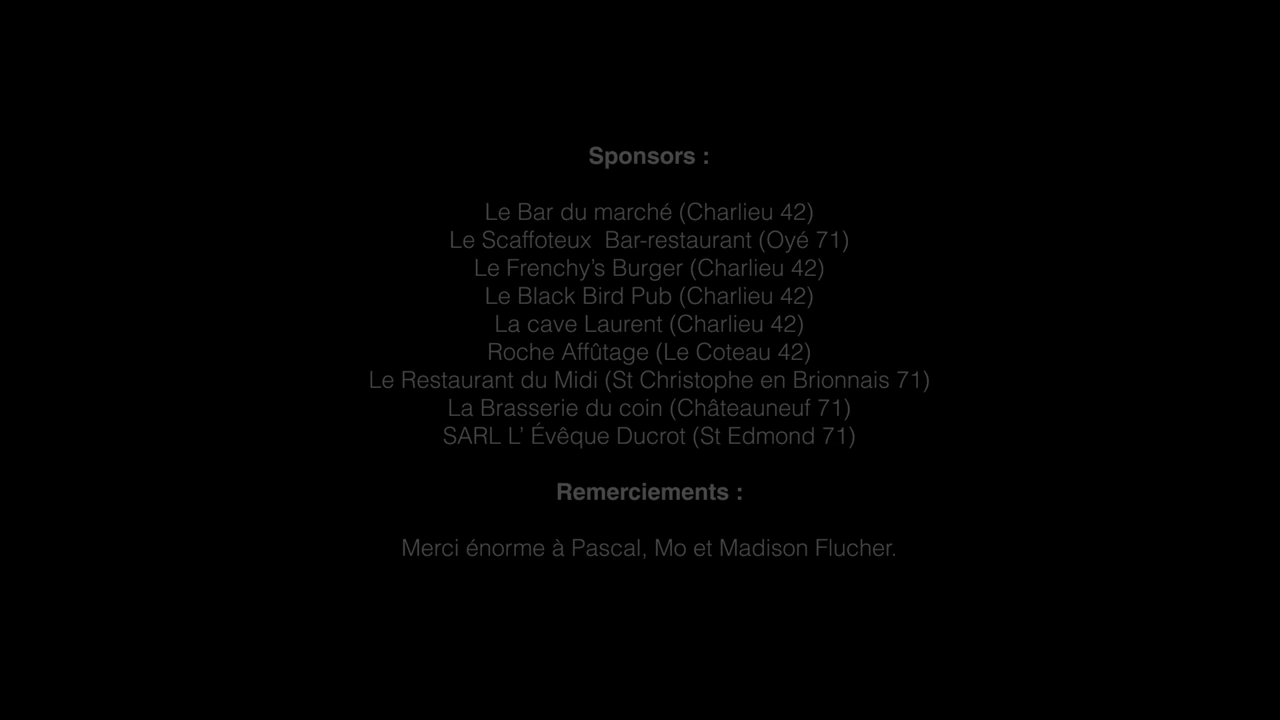 Sponsors :
Le Bar du marché (Charlieu 42)
Le Scaffoteux  Bar-restaurant (Oyé 71)
Le Frenchy's Burger (Charlieu 42)
Le Black Bird Pub (Charlieu 42)
La cave Laurent (Charlieu 42)
Roche Affûtage (Le Coteau 42)
Le Restaurant du Midi (St Christophe en Brionnais 71)
La Brasserie du coin (Châteauneuf 71)
SARL L’ Évêque Ducrot (St Edmond 71)
Remerciements :
Merci énorme à Pascal, Mo et Madison Flucher.